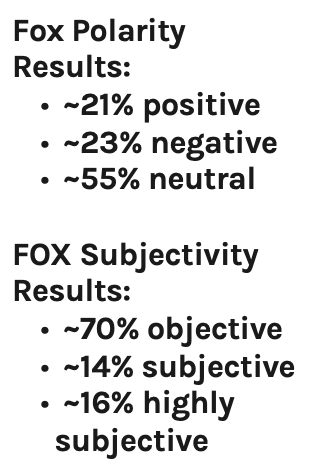 Fox Polarity
Results:
• ~21% positive
• ~23% negative
• ~55% neutral
FOX Subjectivity
Results:
• ~70% objective
• ~14% subjective
• ~16% highly
subjective